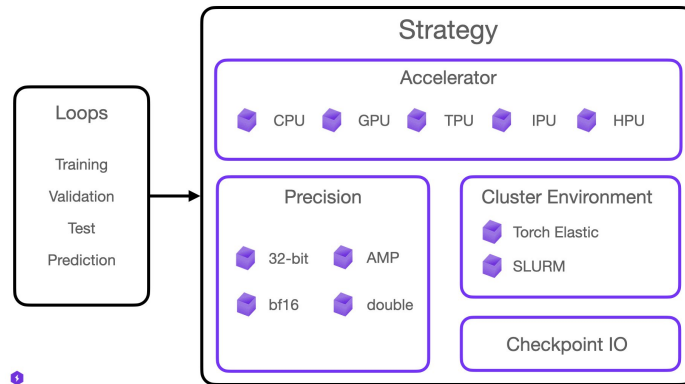 Strategy
Accelerator
CPU GPU TPU IPU HPU
Loops
Training
Validation
Test
Prediction
Precision
32-bit AMP
bf16 double
Cluster Environment
Torch Elastic
SLURM
Checkpoint IO